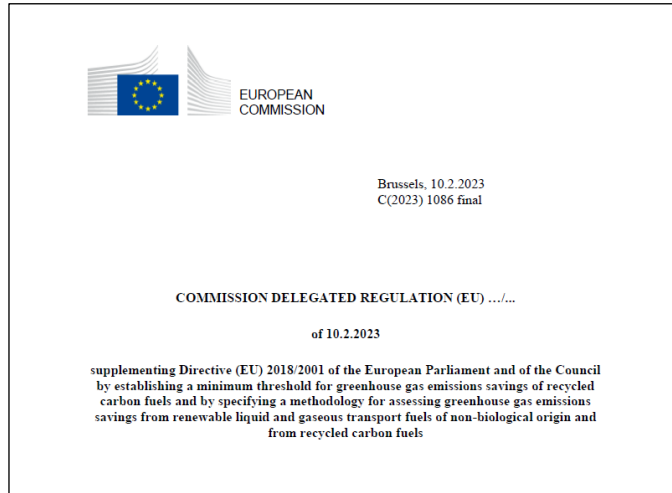 EUROPEAN
COMMISSION
Brussels, 10.2.2023
C(2023) 1086 final
COMMISSION DELEGATED REGULATION (EU) …/...
of 10.2.2023
supplementing Directive (EU) 2018/2001 of the European Parliament and of the Council
by establishing a minimum threshold for greenhouse gas emissions savings of recycled
carbon fuels and by specifying a methodology for assessing greenhouse gas emissions
savings from renewable liquid and gaseous transport fuels of non-biological origin and
from recycled carbon fuels